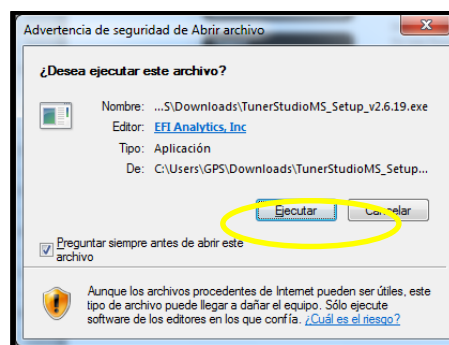 Advertencia de seguridad de Abrir archivo
¿Desea ejecutar este archivo?
Nombre: ...S\Downloads\TunerStudioMS_Setup_v2.6.19.exe
Editor: EFI Analytics, Inc
Tipo: Aplicación
De: C:\Users\GPS\Downloads\TunerStudioMS_Setup...
Ejecutar Cancelar
Preguntar siempre antes de abrir este
archivo
Aunque los archivos procedentes de Internet pueden ser útiles, este
tipo de archivo puede llegar a dañar el equipo. Sólo ejecute
software de los editores en los que confía. ¿Cuál es el riesgo?